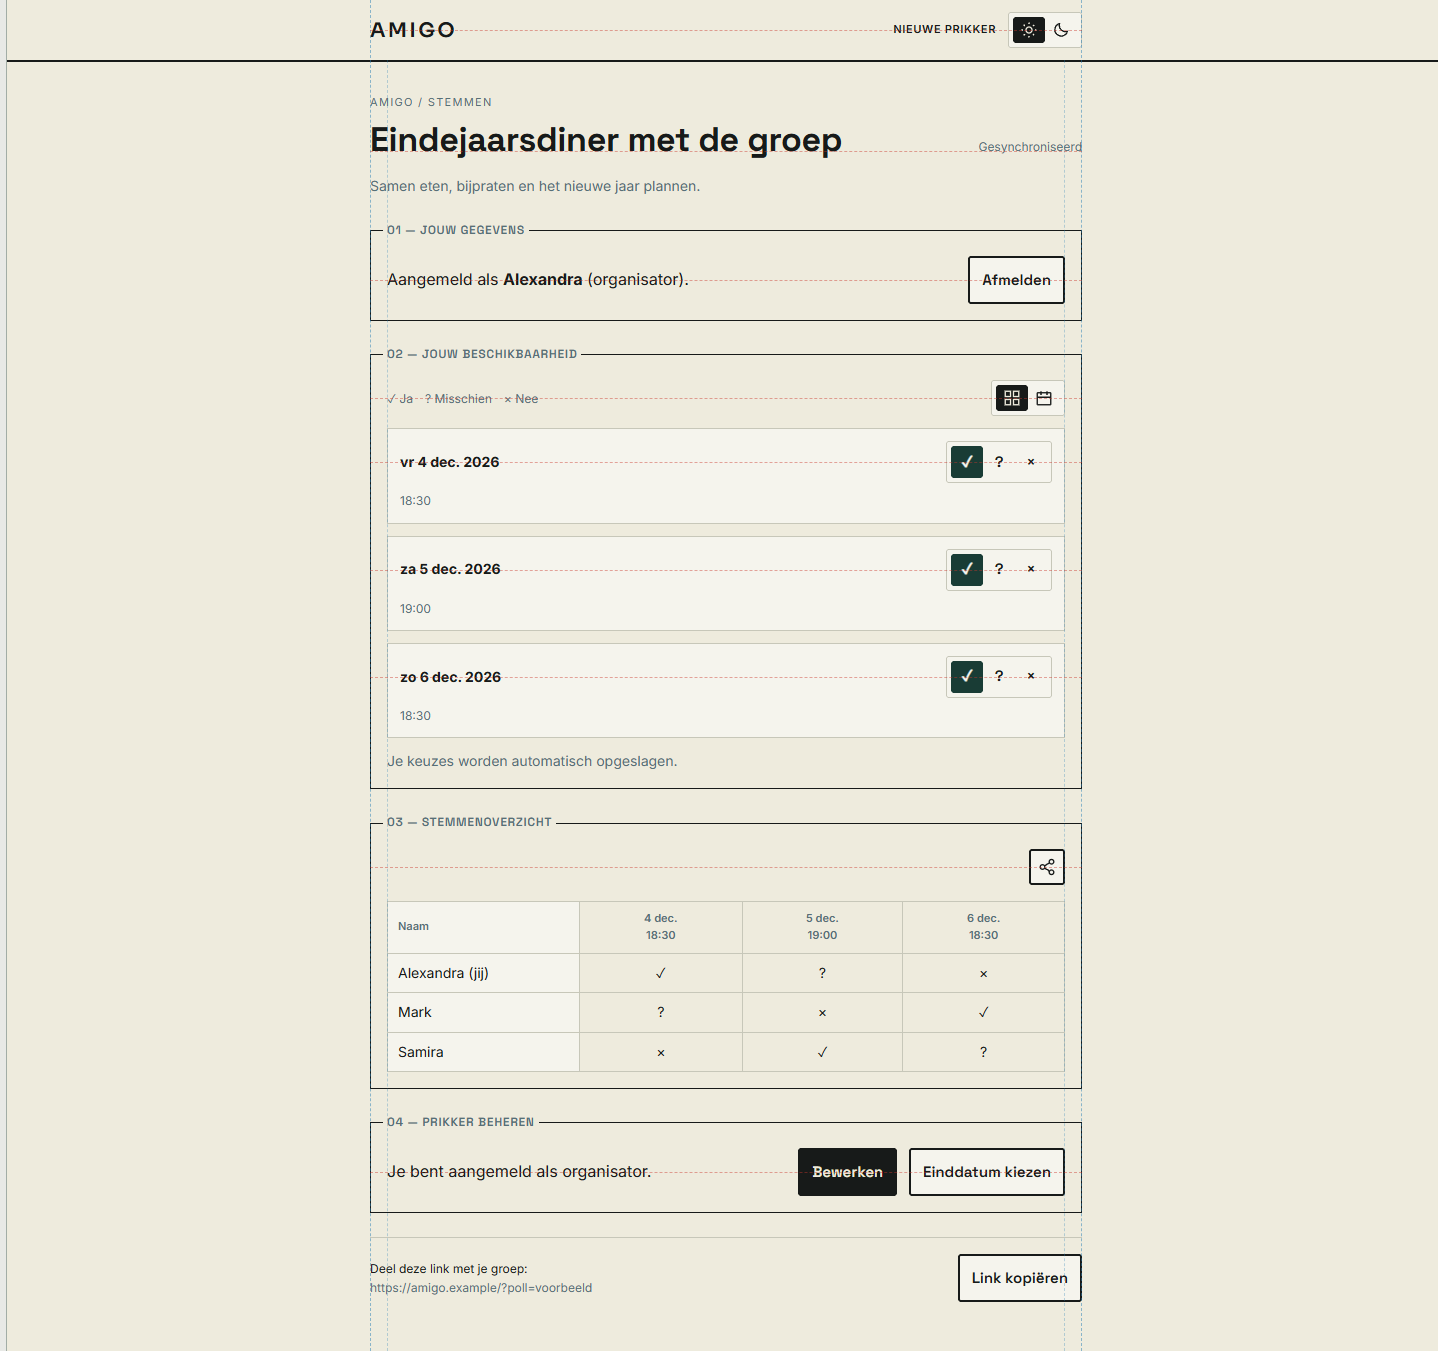 AMIGO
NIEUWE PRIKKER
AMIGO / STEMMEN
Eindejaarsdiner met de groep
Gesynchroniseerd
Samen eten, bijpraten en het nieuwe jaar plannen.
01 — JOUW GEGEVENS
Aangemeld als Alexandra (organisator).
Afmelden
02 — JOUW BESCHIKBAARHEID
✓ Ja ? Misschien × Nee
vr 4 dec. 2026
✓ ? ×
18:30
za 5 dec. 2026
✓ ? ×
19:00
zo 6 dec. 2026
✓ ? ×
18:30
Je keuzes worden automatisch opgeslagen.
03 — STEMMENOVERZICHT
Naam 4 dec. 18:30 5 dec. 19:00 6 dec. 18:30
Alexandra (jij) ✓ ? ×
Mark ? × ✓
Samira × ✓ ?
04 — PRIKKER BEHEREN
Je bent aangemeld als organisator.
Bewerken
Einddatum kiezen
Deel deze link met je groep:
https://amigo.example/?poll=voorbeeld
Link kopiëren